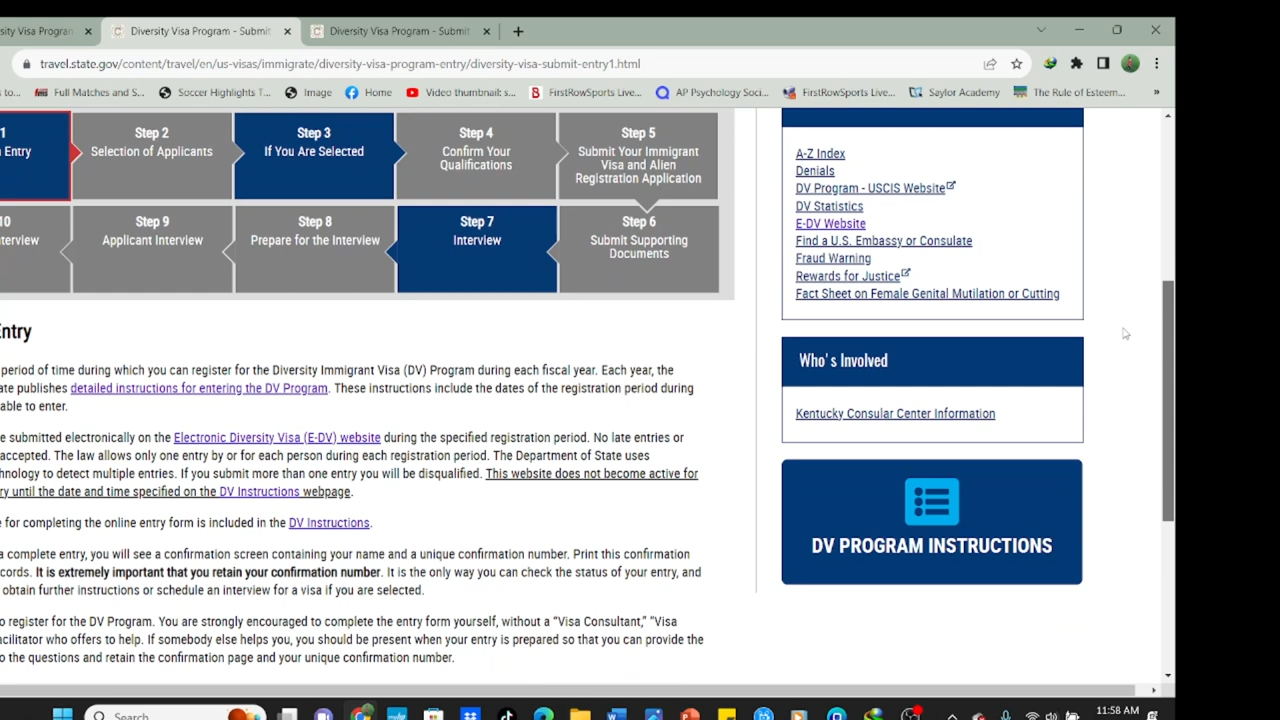 sity Visa Program
Diversity Visa Program - Submit
Diversity Visa Program - Submit
travel.state.gov/content/travel/en/us-visas/immigrate/diversity-visa-program-entry/diversity-visa-submit-entry1.html
s to...
Full Matches and S...
Soccer Highlights T...
Image
Home
Video thumbnail: s...
FirstRowSports Live...
AP Psychology Soci...
FirstRowSports Live...
Saylor Academy
The Rule of Esteem...
»
1
n Entry
Step 2
Selection of Applicants
Step 3
If You Are Selected
Step 4
Confirm Your
Qualifications
Step 5
Submit Your Immigrant
Visa and Alien
Registration Application
10
nterview
Step 9
Applicant Interview
Step 8
Prepare for the Interview
Step 7
Interview
Step 6
Submit Supporting
Documents
Entry
period of time during which you can register for the Diversity Immigrant Visa (DV) Program during each fiscal year. Each year, the
ate publishes detailed instructions for entering the DV Program. These instructions include the dates of the registration period during
able to enter.
e submitted electronically on the Electronic Diversity Visa (E-DV) website during the specified registration period. No late entries or
accepted. The law allows only one entry by or for each person during each registration period. The Department of State uses
hnology to detect multiple entries. If you submit more than one entry you will be disqualified. This website does not become active for
ry until the date and time specified on the DV Instructions webpage.
e for completing the online entry form is included in the DV Instructions.
a complete entry, you will see a confirmation screen containing your name and a unique confirmation number. Print this confirmation
cords. It is extremely important that you retain your confirmation number. It is the only way you can check the status of your entry, and
obtain further instructions or schedule an interview for a visa if you are selected.
o register for the DV Program. You are strongly encouraged to complete the entry form yourself, without a “Visa Consultant,” “Visa
acilitator who offers to help. If somebody else helps you, you should be present when your entry is prepared so that you can provide the
o the questions and retain the confirmation page and your unique confirmation number.
A-Z Index
Denials
DV Program - USCIS Website
DV Statistics
E-DV Website
Find a U.S. Embassy or Consulate
Fraud Warning
Rewards for Justice
Fact Sheet on Female Genital Mutilation or Cutting
Who's Involved
Kentucky Consular Center Information
DV PROGRAM INSTRUCTIONS
Search
11:58 AM